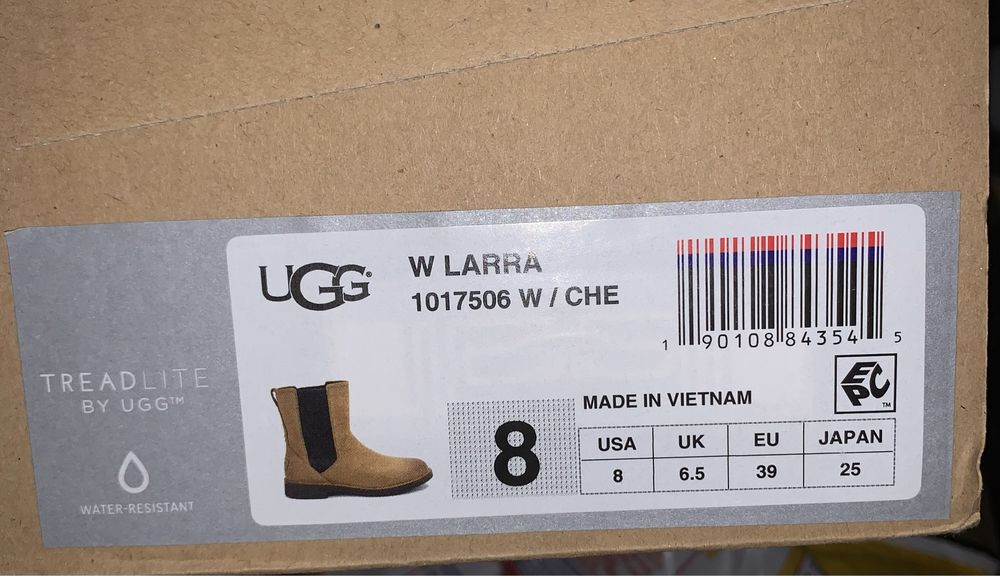 UGG®
W LARRA
1017506 W / CHE
1 90108 84354 5
TREADLITE
BY UGG™
WATER-RESISTANT
8
MADE IN VIETNAM
EPC™
USA UK EU JAPAN
8 6.5 39 25